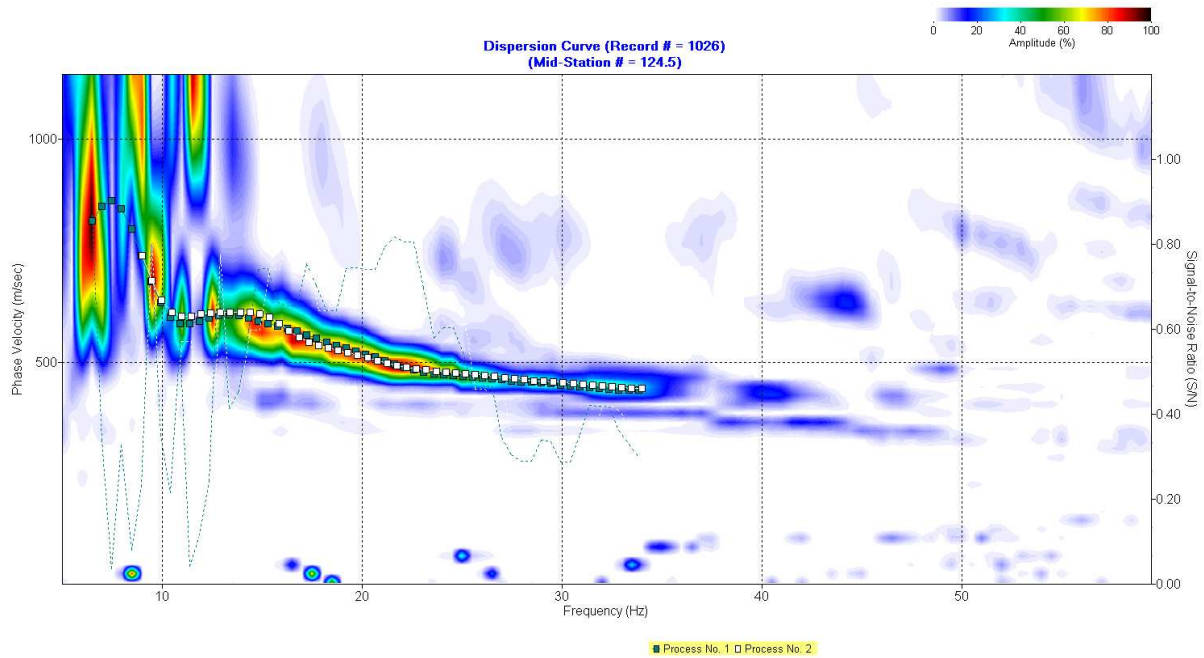 0 20 40 60 80 100
Amplitude (%)
Dispersion Curve (Record # = 1026)
(Mid-Station # = 124.5)
Phase Velocity (m/sec)
1000
500
1.00
0.80
0.60
0.40
0.20
0.00
Signal-to-Noise Ratio (S/N)
10 20 30 40 50
Frequency (Hz)
Process No. 1 Process No. 2